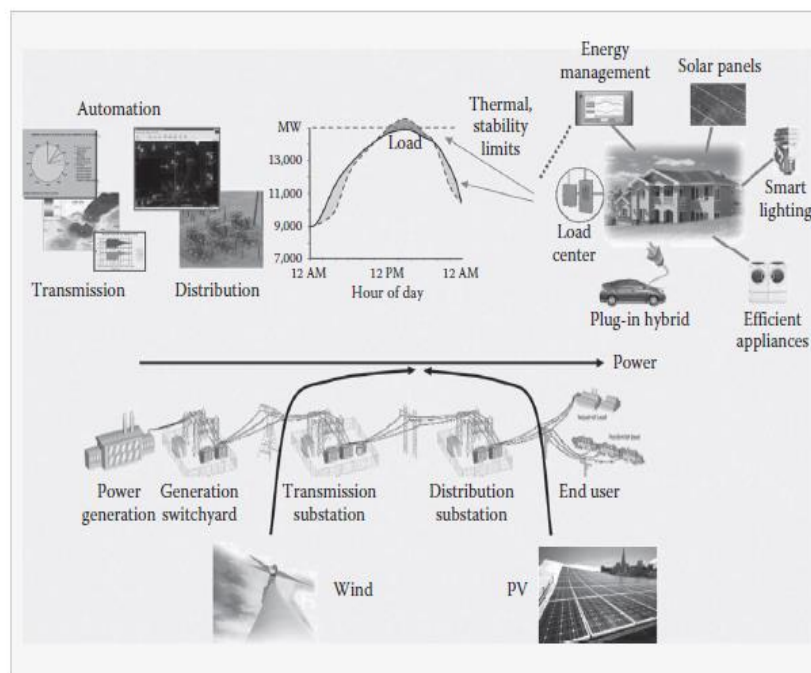 Energy
management
Solar panels
Automation
Thermal,
stability
limits
MW
Load
13,000
11,000
9,000
7,000
12 AM
12 PM
12 AM
Hour of day
Transmission
Distribution
Load
center
Smart
lighting
Plug-in hybrid
Efficient
appliances
Power
Power
generation
Generation
switchyard
Transmission
substation
Distribution
substation
End user
Wind
PV